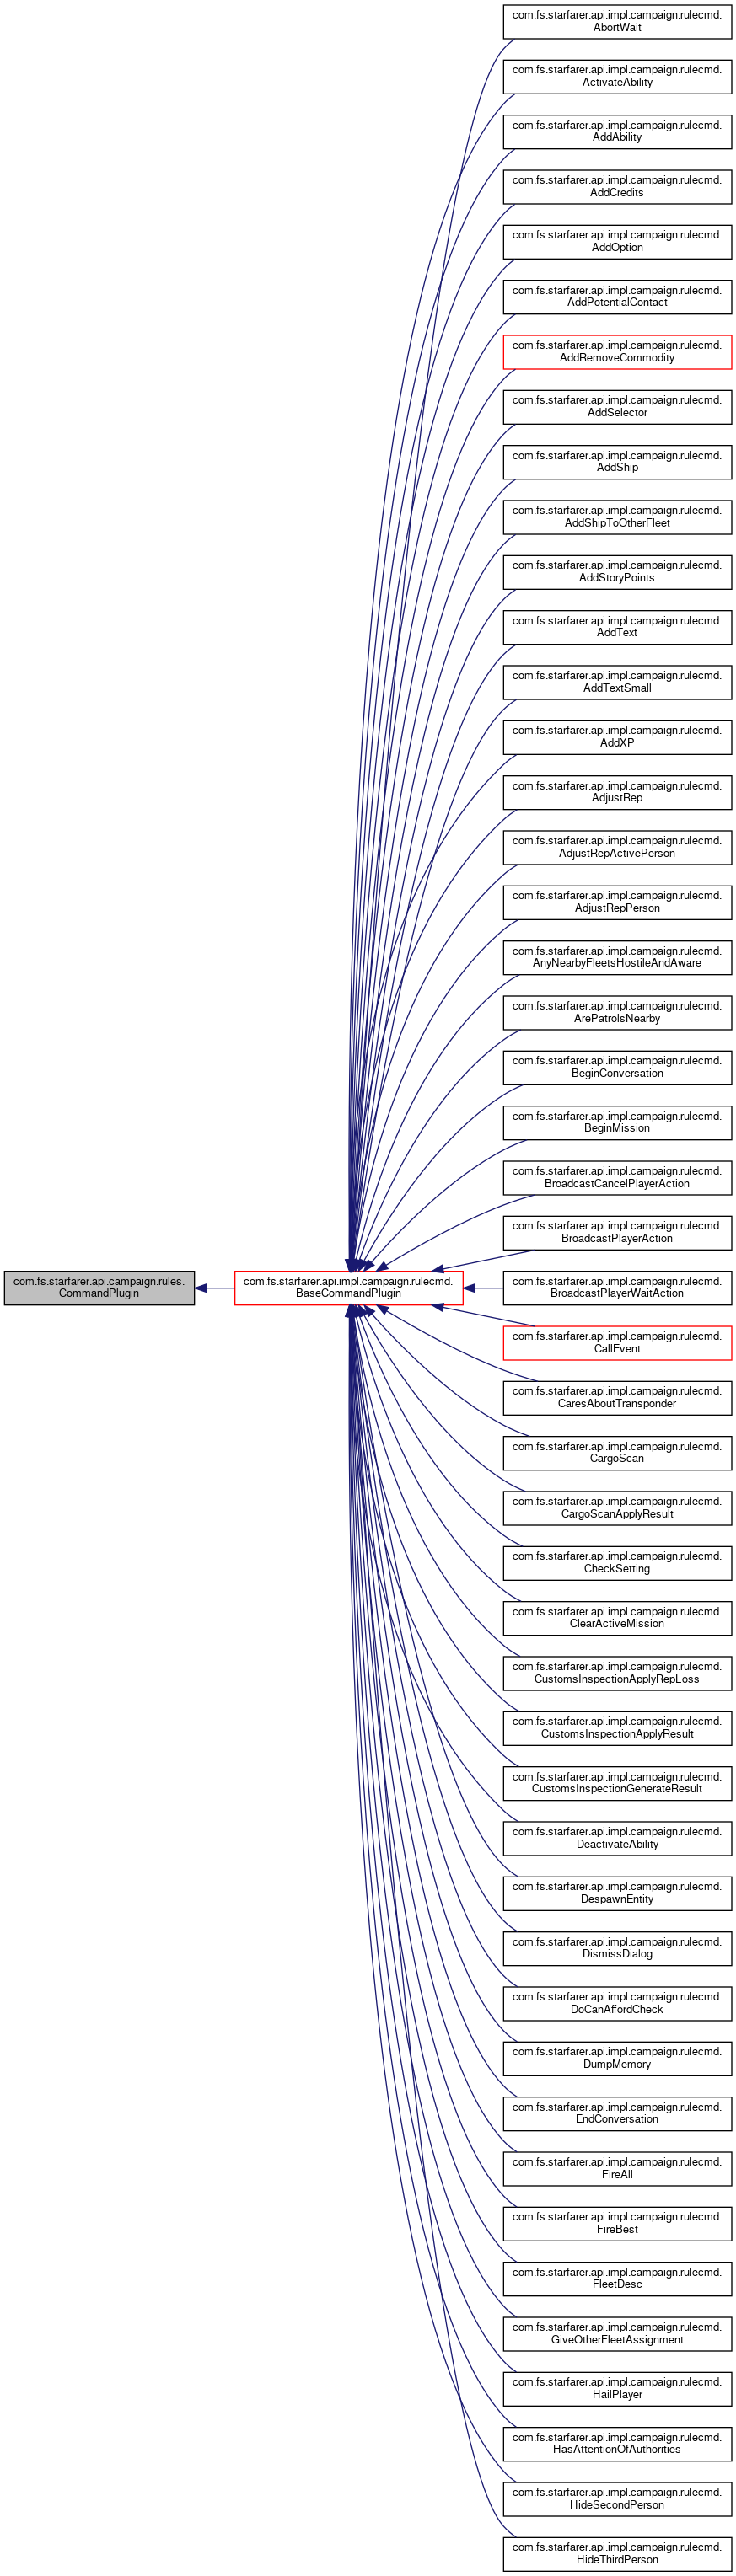 com.fs.starfarer.api.impl.campaign.rulecmd.
AbortWait
com.fs.starfarer.api.impl.campaign.rulecmd.
ActivateAbility
com.fs.starfarer.api.impl.campaign.rulecmd.
AddAbility
com.fs.starfarer.api.impl.campaign.rulecmd.
AddCredits
com.fs.starfarer.api.impl.campaign.rulecmd.
AddOption
com.fs.starfarer.api.impl.campaign.rulecmd.
AddPotentialContact
com.fs.starfarer.api.impl.campaign.rulecmd.
AddRemoveCommodity
com.fs.starfarer.api.impl.campaign.rulecmd.
AddSelector
com.fs.starfarer.api.impl.campaign.rulecmd.
AddShip
com.fs.starfarer.api.impl.campaign.rulecmd.
AddShipToOtherFleet
com.fs.starfarer.api.impl.campaign.rulecmd.
AddStoryPoints
com.fs.starfarer.api.impl.campaign.rulecmd.
AddText
com.fs.starfarer.api.impl.campaign.rulecmd.
AddTextSmall
com.fs.starfarer.api.impl.campaign.rulecmd.
AddXP
com.fs.starfarer.api.impl.campaign.rulecmd.
AdjustRep
com.fs.starfarer.api.impl.campaign.rulecmd.
AdjustRepActivePerson
com.fs.starfarer.api.impl.campaign.rulecmd.
AdjustRepPerson
com.fs.starfarer.api.impl.campaign.rulecmd.
AnyNearbyFleetsHostileAndAware
com.fs.starfarer.api.impl.campaign.rulecmd.
ArePatrolsNearby
com.fs.starfarer.api.impl.campaign.rulecmd.
BeginConversation
com.fs.starfarer.api.impl.campaign.rulecmd.
BeginMission
com.fs.starfarer.api.impl.campaign.rulecmd.
BroadcastCancelPlayerAction
com.fs.starfarer.api.impl.campaign.rulecmd.
BroadcastPlayerAction
com.fs.starfarer.api.campaign.rules.
CommandPlugin
com.fs.starfarer.api.impl.campaign.rulecmd.
BaseCommandPlugin
com.fs.starfarer.api.impl.campaign.rulecmd.
BroadcastPlayerWaitAction
com.fs.starfarer.api.impl.campaign.rulecmd.
CallEvent
com.fs.starfarer.api.impl.campaign.rulecmd.
CaresAboutTransponder
com.fs.starfarer.api.impl.campaign.rulecmd.
CargoScan
com.fs.starfarer.api.impl.campaign.rulecmd.
CargoScanApplyResult
com.fs.starfarer.api.impl.campaign.rulecmd.
CheckSetting
com.fs.starfarer.api.impl.campaign.rulecmd.
ClearActiveMission
com.fs.starfarer.api.impl.campaign.rulecmd.
CustomsInspectionApplyRepLoss
com.fs.starfarer.api.impl.campaign.rulecmd.
CustomsInspectionApplyResult
com.fs.starfarer.api.impl.campaign.rulecmd.
CustomsInspectionGenerateResult
com.fs.starfarer.api.impl.campaign.rulecmd.
DeactivateAbility
com.fs.starfarer.api.impl.campaign.rulecmd.
DespawnEntity
com.fs.starfarer.api.impl.campaign.rulecmd.
DismissDialog
com.fs.starfarer.api.impl.campaign.rulecmd.
DoCanAffordCheck
com.fs.starfarer.api.impl.campaign.rulecmd.
DumpMemory
com.fs.starfarer.api.impl.campaign.rulecmd.
EndConversation
com.fs.starfarer.api.impl.campaign.rulecmd.
FireAll
com.fs.starfarer.api.impl.campaign.rulecmd.
FireBest
com.fs.starfarer.api.impl.campaign.rulecmd.
FleetDesc
com.fs.starfarer.api.impl.campaign.rulecmd.
GiveOtherFleetAssignment
com.fs.starfarer.api.impl.campaign.rulecmd.
HailPlayer
com.fs.starfarer.api.impl.campaign.rulecmd.
HasAttentionOfAuthorities
com.fs.starfarer.api.impl.campaign.rulecmd.
HideSecondPerson
com.fs.starfarer.api.impl.campaign.rulecmd.
HideThirdPerson